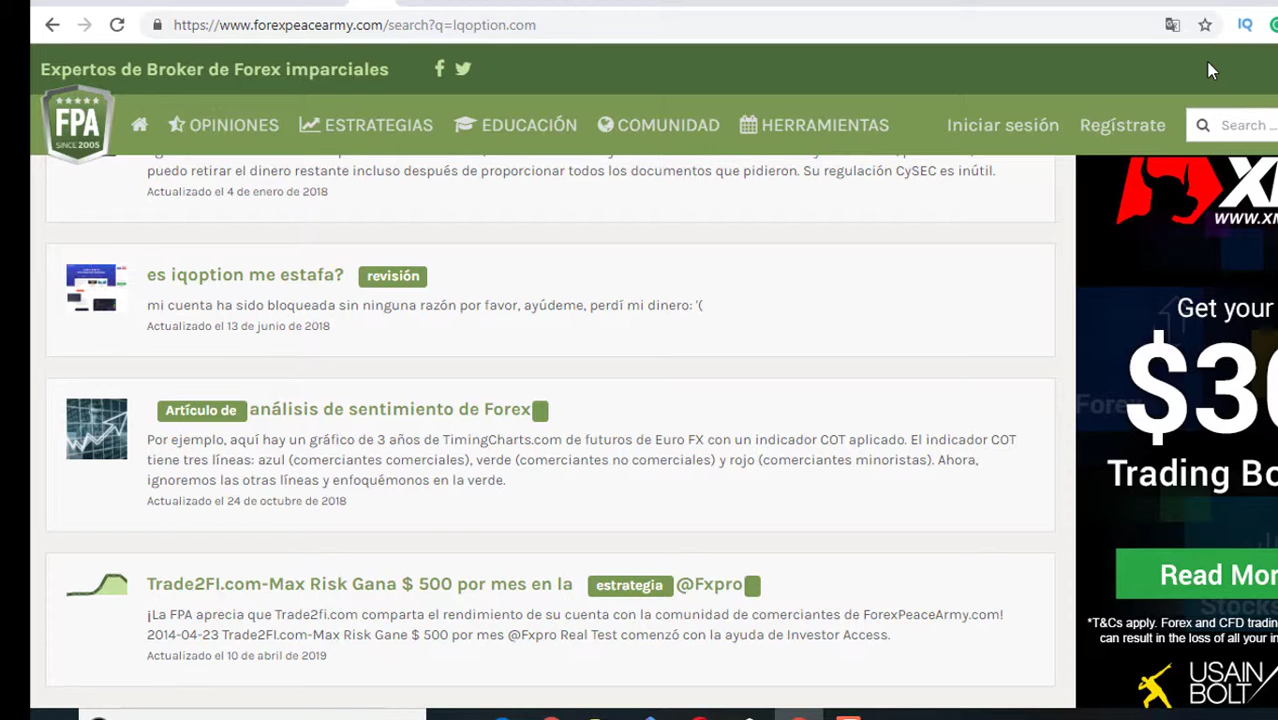 https://www.forexpeacearmy.com/search?q=Iqoption.com
IQ
Expertos de Broker de Forex imparciales
FPA
SINCE 2005
OPINIONES ESTRATEGIAS EDUCACIÓN COMUNIDAD HERRAMIENTAS Iniciar sesión Regístrate Search ...
puedo retirar el dinero restante incluso después de proporcionar todos los documentos que pidieron. Su regulación CySEC es inútil.
Actualizado el 4 de enero de 2018
es iqoption me estafa? revisión
mi cuenta ha sido bloqueada sin ninguna razón por favor, ayúdeme, perdí mi dinero: '(
Actualizado el 13 de junio de 2018
Artículo de análisis de sentimiento de Forex
Por ejemplo, aquí hay un gráfico de 3 años de TimingCharts.com de futuros de Euro FX con un indicador COT aplicado. El indicador COT
tiene tres líneas: azul (comerciantes comerciales), verde (comerciantes no comerciales) y rojo (comerciantes minoristas). Ahora,
ignoremos las otras líneas y enfoquémonos en la verde.
Actualizado el 24 de octubre de 2018
Trade2FI.com-Max Risk Gana $ 500 por mes en la estrategia @Fxpro
¡La FPA aprecia que Trade2fi.com comparta el rendimiento de su cuenta con la comunidad de comerciantes de ForexPeaceArmy.com!
2014-04-23 Trade2FI.com-Max Risk Gane $ 500 por mes @Fxpro Real Test comenzó con la ayuda de Investor Access.
Actualizado el 10 de abril de 2019
WWW.XM
Get your
$30
Forex
Trading Bo
Read Mor
Stocks
*T&Cs apply. Forex and CFD trading
can result in the loss of all your in
USAIN
BOLT